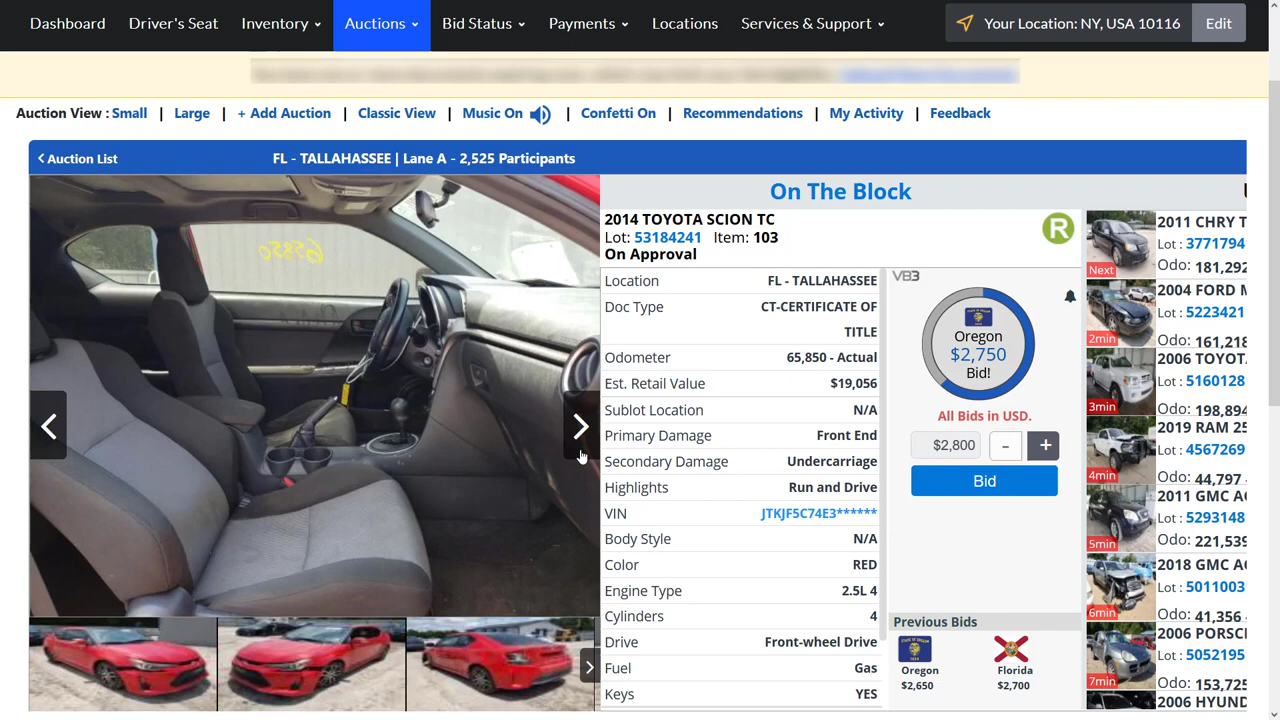 Dashboard
Driver's Seat
Inventory
Auctions
Bid Status
Payments
Locations
Services & Support
Your Location: NY, USA 10116
Edit
Auction View : Small | Large | + Add Auction | Classic View | Music On | Confetti On | Recommendations | My Activity | Feedback
Auction List
FL - TALLAHASSEE | Lane A - 2,525 Participants
65850
On The Block
2014 TOYOTA SCION TC
Lot: 53184241 Item: 103
On Approval
R
Location FL - TALLAHASSEE
Doc Type CT-CERTIFICATE OF
TITLE
Odometer 65,850 - Actual
Est. Retail Value $19,056
Sublot Location N/A
Primary Damage Front End
Secondary Damage Undercarriage
Highlights Run and Drive
VIN JTKJF5C74E3******
Body Style N/A
Color RED
Engine Type 2.5L 4
Cylinders 4
Drive Front-wheel Drive
Fuel Gas
Keys YES
VB3
Oregon
$2,750
Bid!
All Bids in USD.
$2,800
-
+
Bid
Previous Bids
Oregon
$2,650
Florida
$2,700
2011 CHRY T
Lot : 3771794
Odo: 181,292
Next
2004 FORD M
Lot : 5223421
Odo: 161,218
2min
2006 TOYOT
Lot : 5160128
Odo: 198,894
3min
2019 RAM 25
Lot : 4567269
Odo: 44,797
4min
2011 GMC AC
Lot : 5293148
Odo: 221,539
5min
2018 GMC AC
Lot : 5011003
Odo: 41,356
6min
2006 PORSC
Lot : 5052195
Odo: 153,725
7min
2006 HYUND